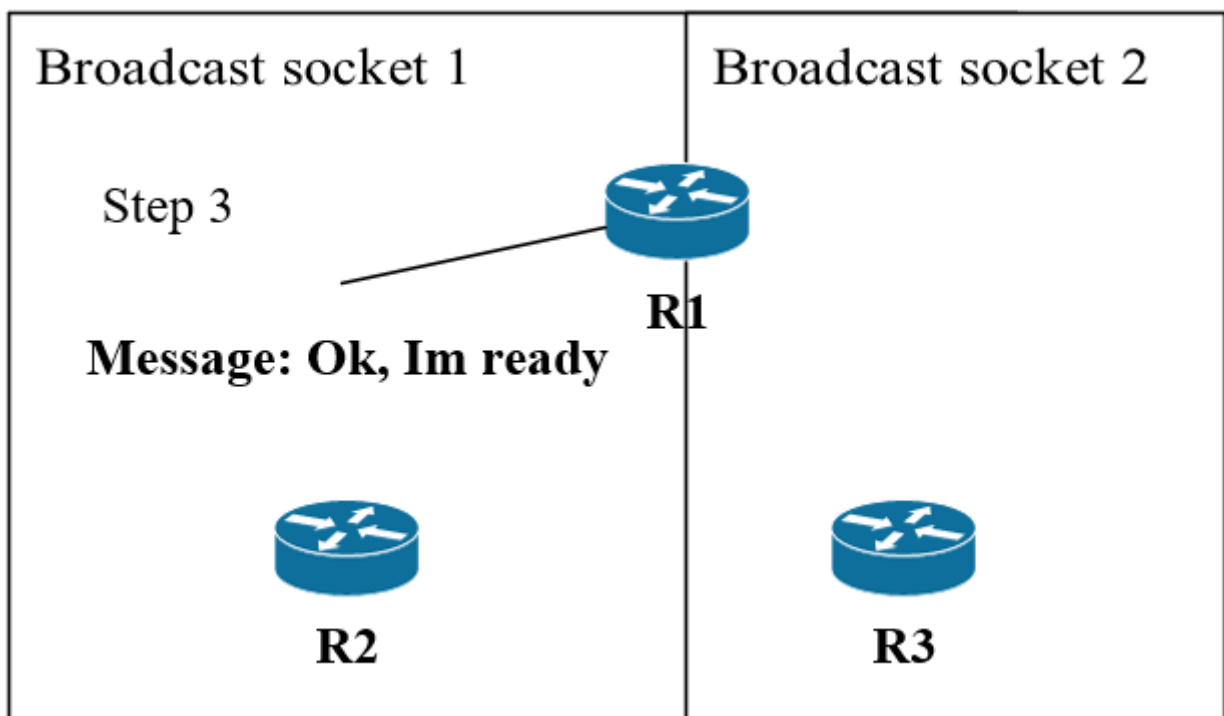 Broadcast socket 1
Broadcast socket 2
Step 3
R1
Message: Ok, Im ready
R2
R3